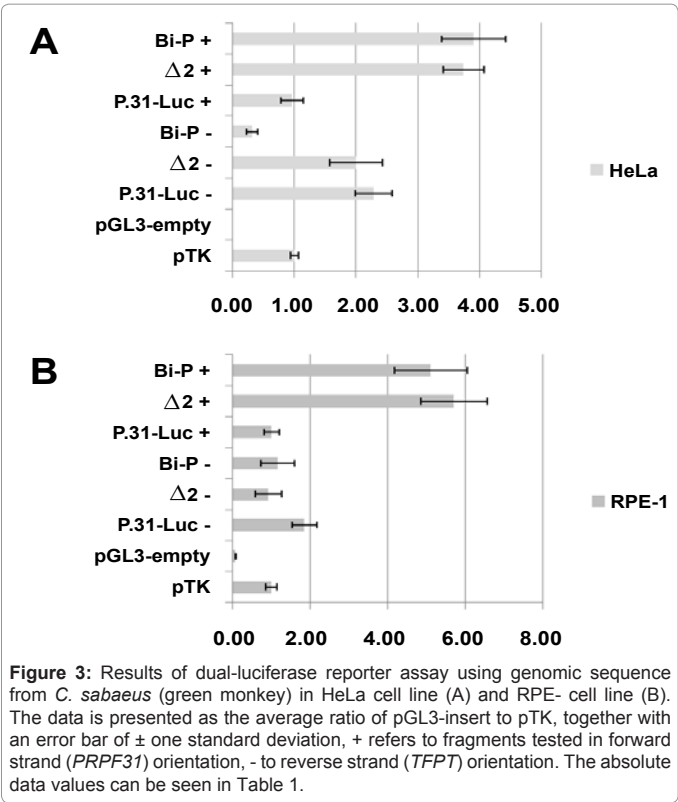 A
Bi-P +
Δ2 +
P.31-Luc +
Bi-P -
Δ2 -
P.31-Luc -
pGL3-empty
pTK
0.00 1.00 2.00 3.00 4.00 5.00
HeLa
B
Bi-P +
Δ2 +
P.31-Luc +
Bi-P -
Δ2 -
P.31-Luc -
pGL3-empty
pTK
0.00 2.00 4.00 6.00 8.00
RPE-1
Figure 3: Results of dual-luciferase reporter assay using genomic sequence
from C. sabaeus (green monkey) in HeLa cell line (A) and RPE- cell line (B).
The data is presented as the average ratio of pGL3-insert to pTK, together with
an error bar of ± one standard deviation, + refers to fragments tested in forward
strand (PRPF31) orientation, - to reverse strand (TFPT) orientation. The absolute
data values can be seen in Table 1.